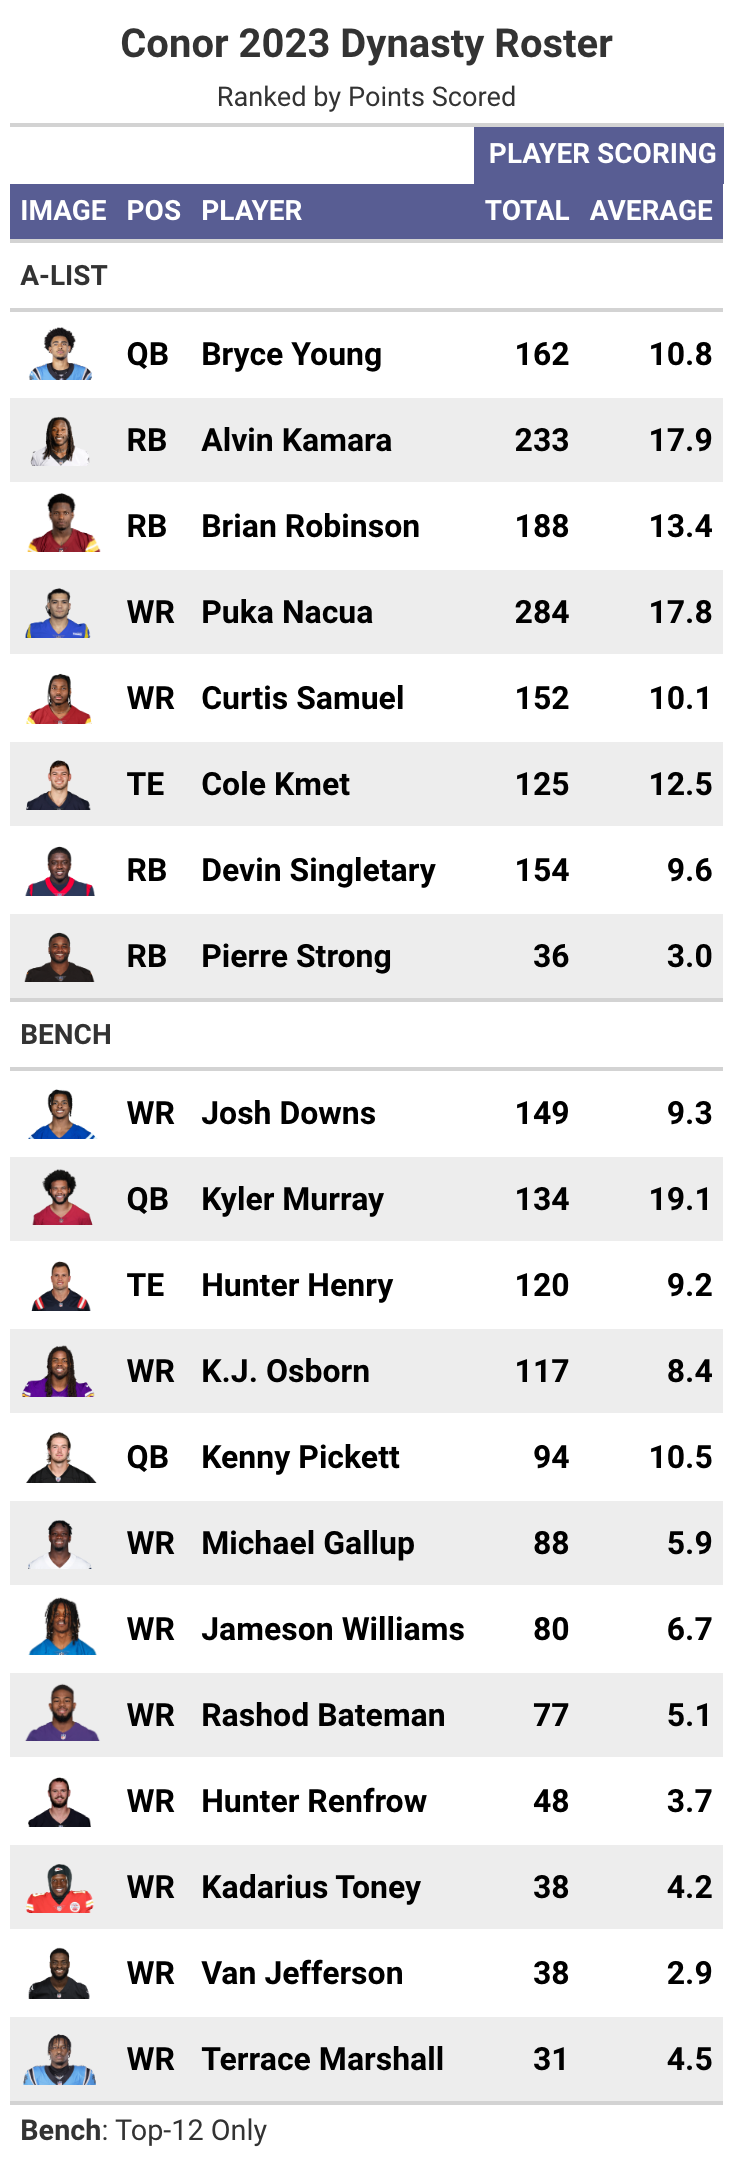 Conor 2023 Dynasty Roster
Ranked by Points Scored
PLAYER SCORING
IMAGE POS PLAYER TOTAL AVERAGE
A-LIST
QB Bryce Young 162 10.8
RB Alvin Kamara 233 17.9
RB Brian Robinson 188 13.4
WR Puka Nacua 284 17.8
WR Curtis Samuel 152 10.1
TE Cole Kmet 125 12.5
RB Devin Singletary 154 9.6
RB Pierre Strong 36 3.0
BENCH
WR Josh Downs 149 9.3
QB Kyler Murray 134 19.1
TE Hunter Henry 120 9.2
WR K.J. Osborn 117 8.4
QB Kenny Pickett 94 10.5
WR Michael Gallup 88 5.9
WR Jameson Williams 80 6.7
WR Rashod Bateman 77 5.1
WR Hunter Renfrow 48 3.7
WR Kadarius Toney 38 4.2
WR Van Jefferson 38 2.9
WR Terrace Marshall 31 4.5
Bench: Top-12 Only